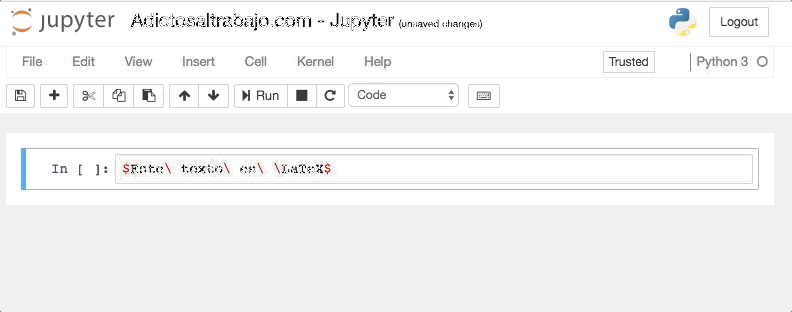 jupyter Adictosaltrabajo.com - Jupyter (unsaved changes) Logout
File Edit View Insert Cell Kernel Help Trusted Python 3
Run Code
In [ ]: $Este\ texto\ es\ \LaTeX$